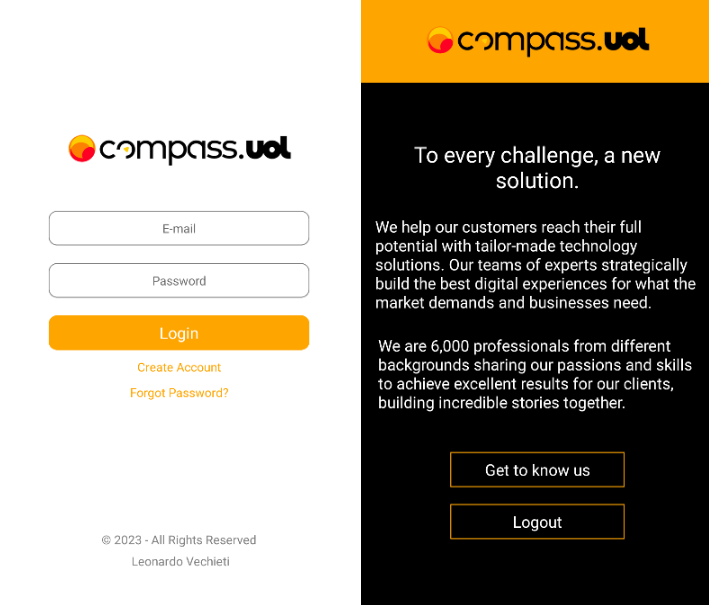 compass.uol
E-mail
Password
Login
Create Account
Forgot Password?
© 2023 - All Rights Reserved
Leonardo Vechieti
compass.uol
To every challenge, a new
solution.
We help our customers reach their full
potential with tailor-made technology
solutions. Our teams of experts strategically
build the best digital experiences for what the
market demands and businesses need.
We are 6,000 professionals from different
backgrounds sharing our passions and skills
to achieve excellent results for our clients,
building incredible stories together.
Get to know us
Logout